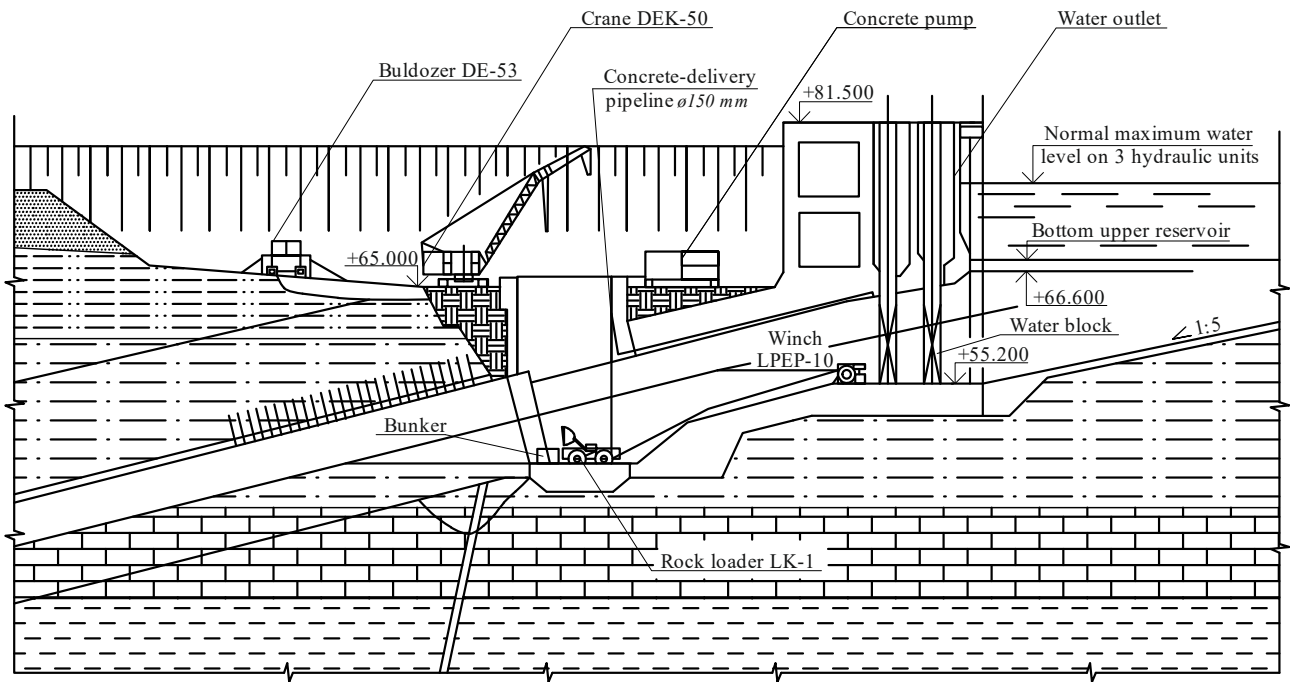 Crane DEK-50
Concrete pump
Water outlet
Buldozer DE-53
Concrete-delivery
pipeline ø150 mm
+81.500
Normal maximum water
level on 3 hydraulic units
+65.000
Bottom upper reservoir
+66.600
Winch
LPEP-10
Water block
1:5
+55.200
Bunker
Rock loader LK-1